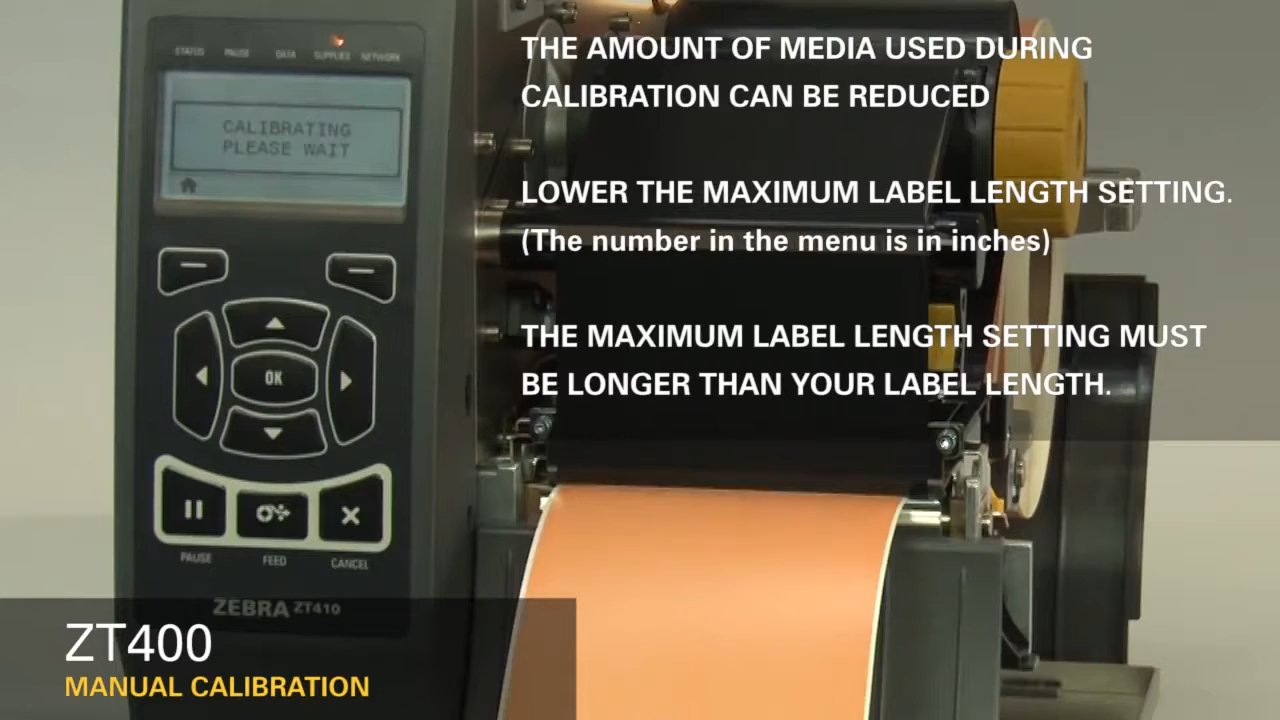 STATUS PAUSE DATA SUPPLIES NETWORK
CALIBRATING
PLEASE WAIT
OK
PAUSE FEED CANCEL
ZEBRA ZT410
THE AMOUNT OF MEDIA USED DURING
CALIBRATION CAN BE REDUCED
LOWER THE MAXIMUM LABEL LENGTH SETTING.
(The number in the menu is in inches)
THE MAXIMUM LABEL LENGTH SETTING MUST
BE LONGER THAN YOUR LABEL LENGTH.
ZT400
MANUAL CALIBRATION